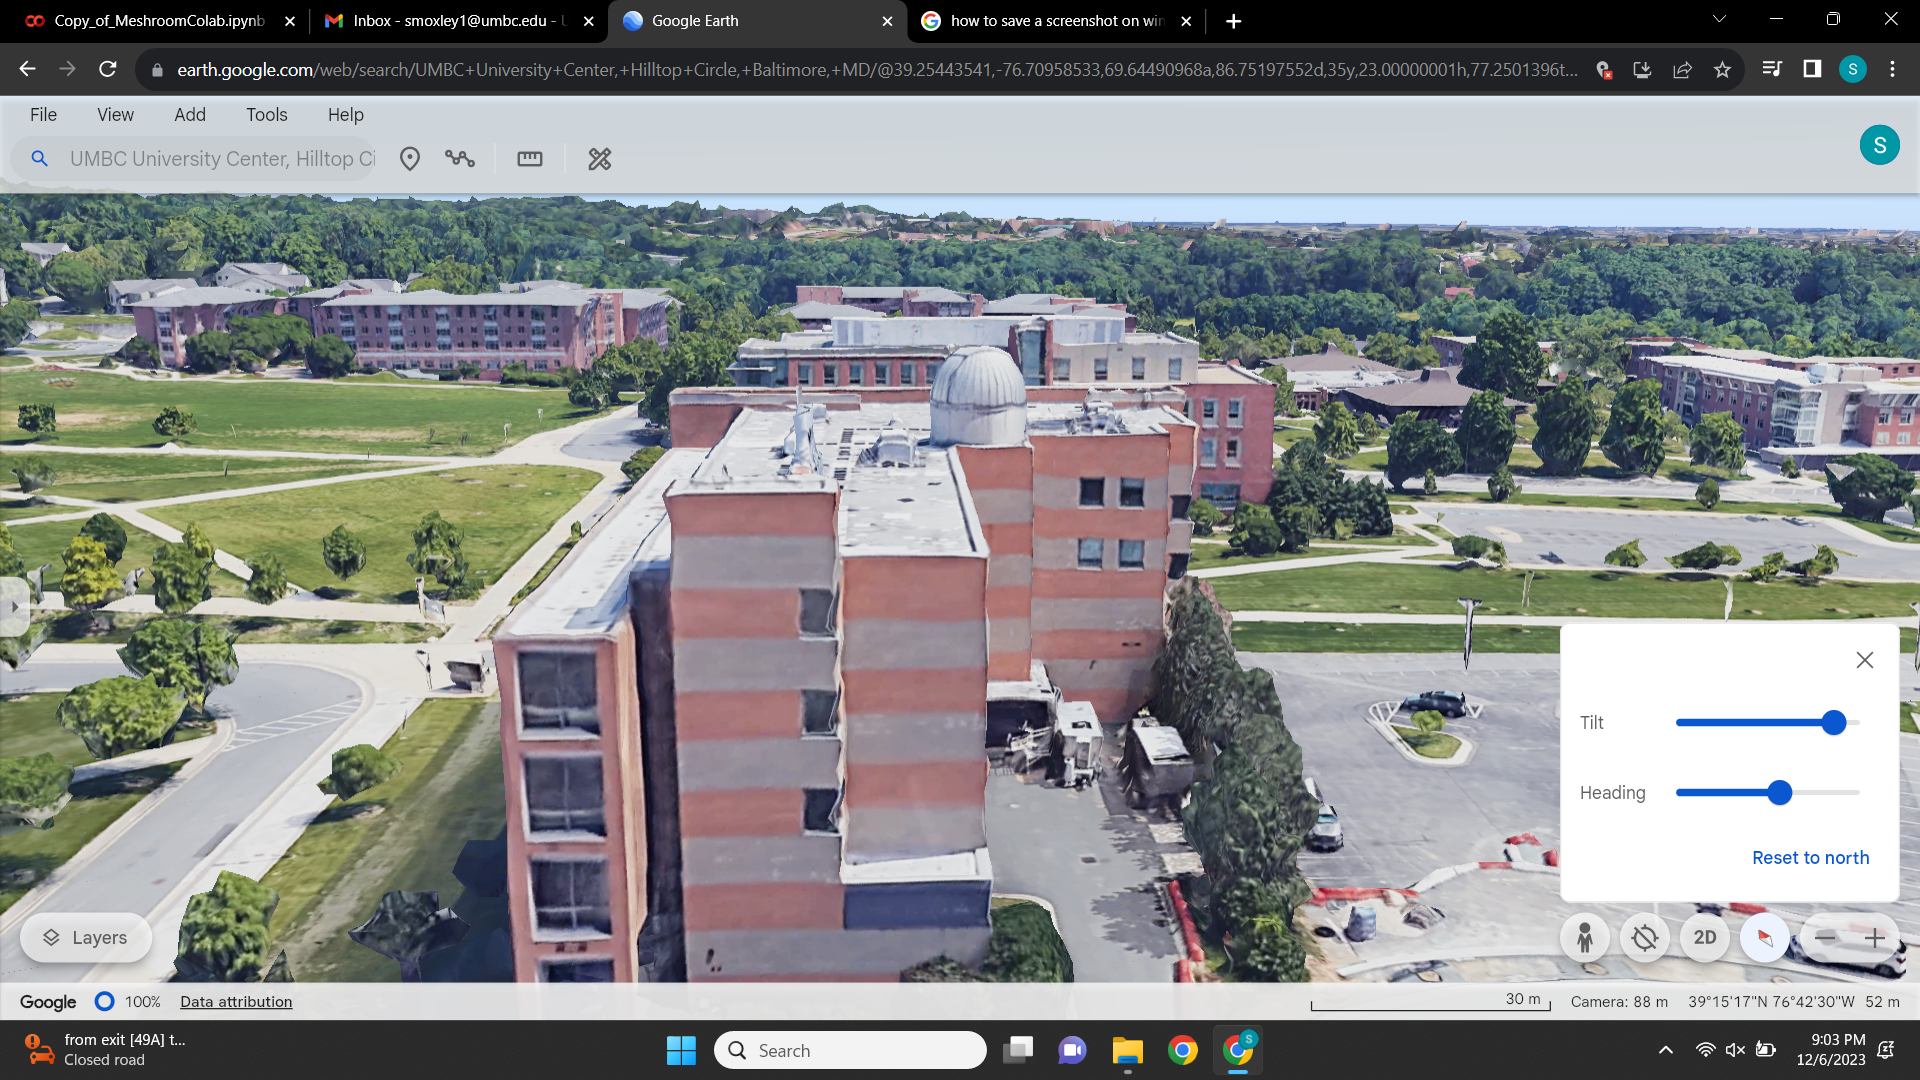 Copy_of_MeshroomColab.ipynb
Inbox - smoxley1@umbc.edu - U
Google Earth
how to save a screenshot on win
earth.google.com/web/search/UMBC+University+Center,+Hilltop+Circle,+Baltimore,+MD/@39.25443541,-76.70958533,69.64490968a,86.75197552d,35y,23.00000001h,77.2501396t...
S
File View Add Tools Help
UMBC University Center, Hilltop Ci
S
Tilt
Heading
Reset to north
Layers
2D
Google 100% Data attribution
30 m Camera: 88 m 39°15'17"N 76°42'30"W 52 m
from exit [49A] t...
Closed road
Search
S
9:03 PM
12/6/2023